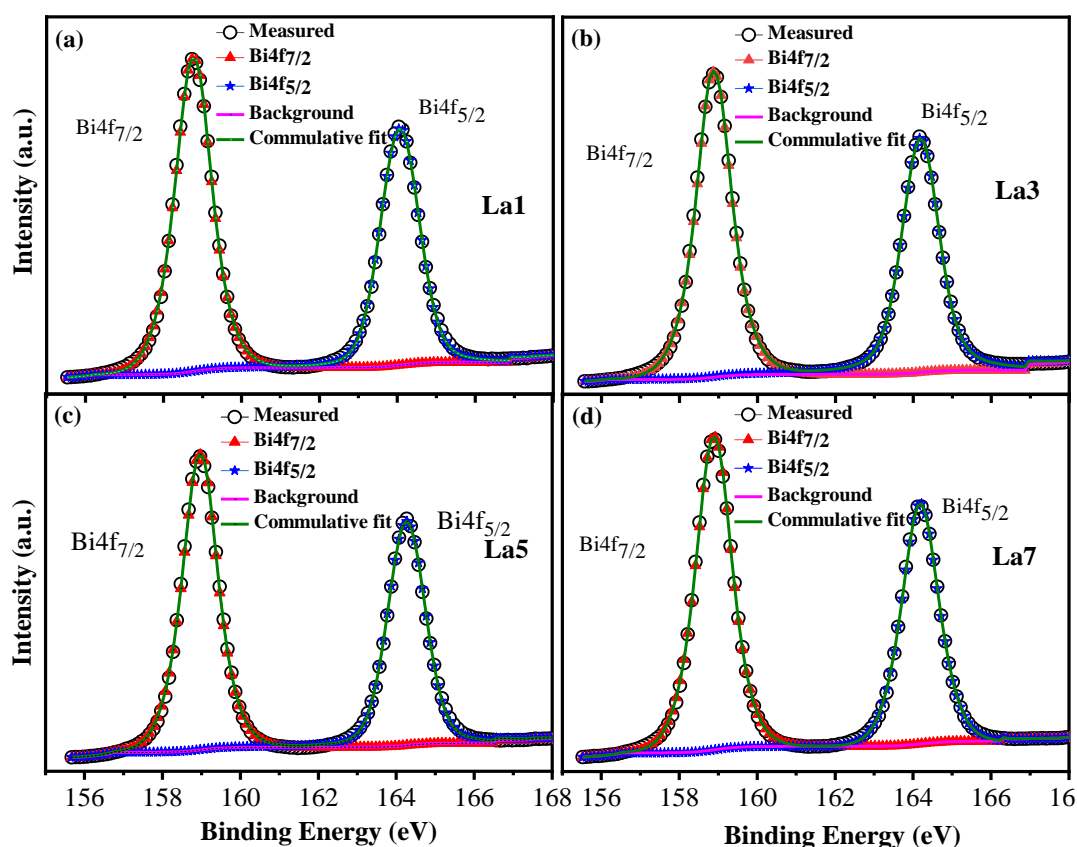 (a)
Measured
Bi4f7/2
Bi4f5/2
Background
Commulative fit
Bi4f7/2
Bi4f5/2
La1
Intensity (a.u.)
(b)
Measured
Bi4f7/2
Bi4f5/2
Background
Commulative fit
Bi4f7/2
Bi4f5/2
La3
(c)
Measured
Bi4f7/2
Bi4f5/2
Background
Commulative fit
Bi4f7/2
Bi4f5/2
La5
Intensity (a.u.)
156 158 160 162 164 166 168
Binding Energy (eV)
(d)
Measured
Bi4f7/2
Bi4f5/2
Background
Commulative fit
Bi4f7/2
Bi4f5/2
La7
156 158 160 162 164 166 16
Binding Energy (eV)